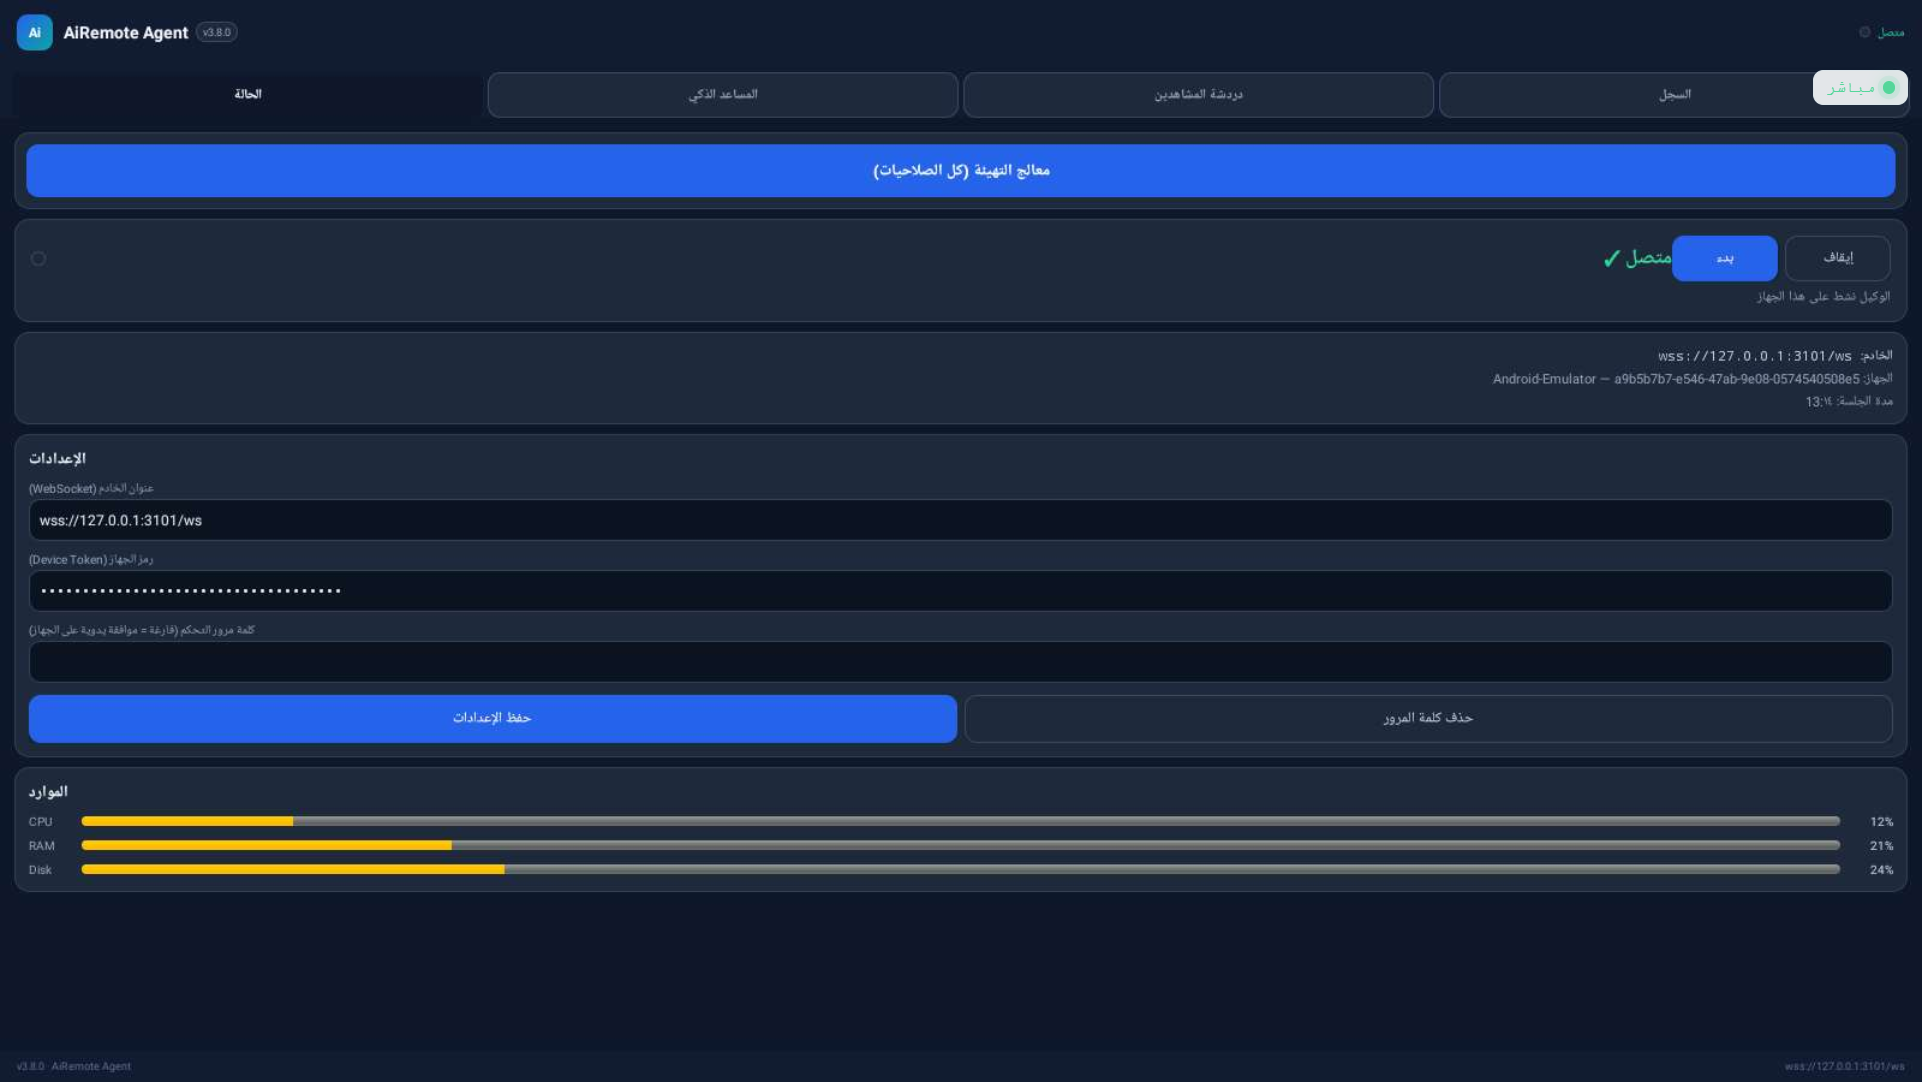 Ai AiRemote Agent v3.8.0
متصل
الحالة
المساعد الذكي
دردشة المشاهدين
السجل
مباشر
معالج التهيئة (كل الصلاحيات)
إيقاف
بدء
متصل ✓
الوكيل نشط على هذا الجهاز
الخادم: wss://127.0.0.1:3101/ws
الجهاز: Android-Emulator — a9b5b7b7-e546-47ab-9e08-0574540508e5
مدة الجلسة: 13:١٤
الإعدادات
عنوان الخادم (WebSocket)
wss://127.0.0.1:3101/ws
رمز الجهاز (Device Token)
كلمة مرور التحكم (فارغة = موافقة يدوية على الجهاز)
حفظ الإعدادات
حذف كلمة المرور
الموارد
CPU 12%
RAM 21%
Disk 24%
v3.8.0 AiRemote Agent
wss://127.0.0.1:3101/ws